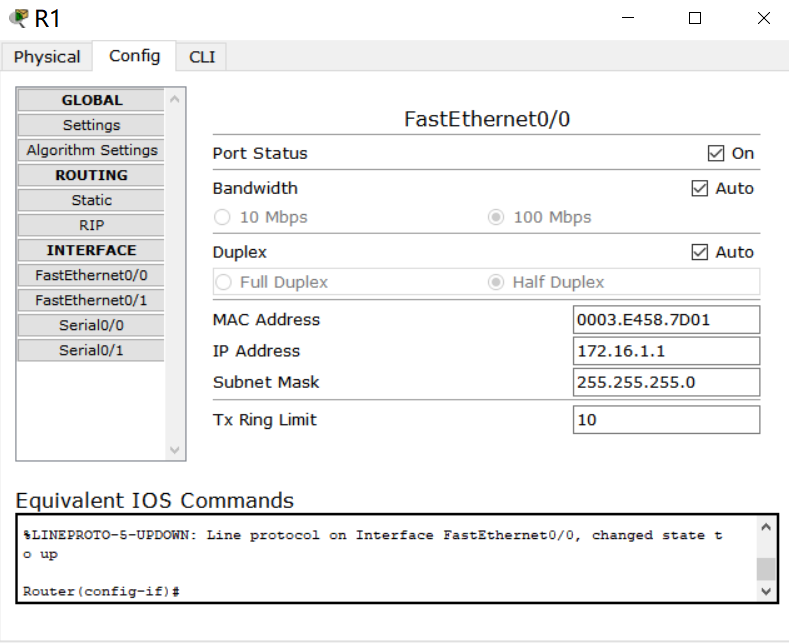 R1
Physical Config CLI
GLOBAL
Settings
Algorithm Settings
ROUTING
Static
RIP
INTERFACE
FastEthernet0/0
FastEthernet0/1
Serial0/0
Serial0/1
FastEthernet0/0
Port Status On
Bandwidth Auto
10 Mbps 100 Mbps
Duplex Auto
Full Duplex Half Duplex
MAC Address 0003.E458.7D01
IP Address 172.16.1.1
Subnet Mask 255.255.255.0
Tx Ring Limit 10
Equivalent IOS Commands
%LINEPROTO-5-UPDOWN: Line protocol on Interface FastEthernet0/0, changed state t
o up
Router(config-if)#